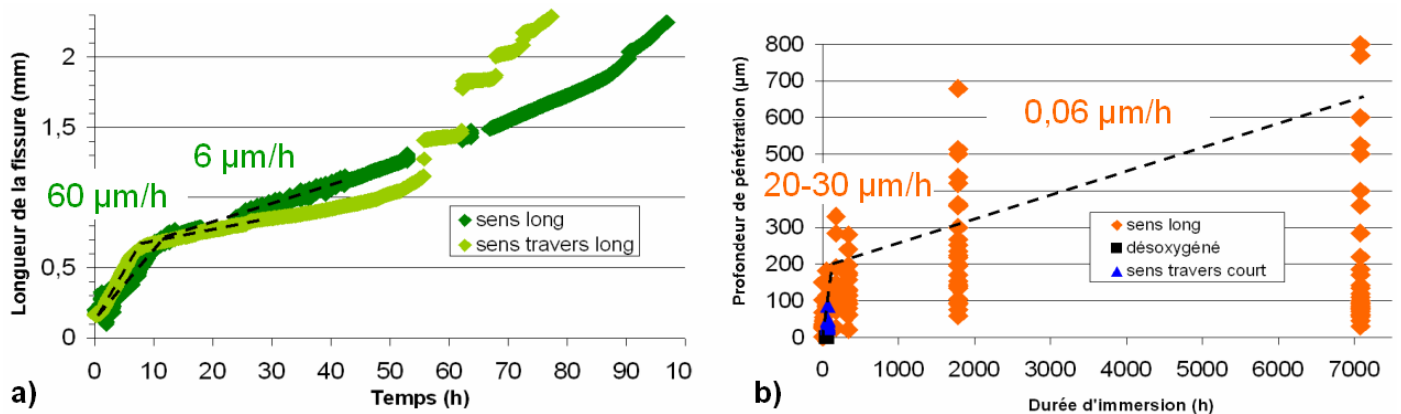 Longueur de la fissure (mm)
2
1,5
0,5
0
6 µm/h
60 µm/h
sens long
sens travers long
0 10 20 30 40 50 60 70 80 90 10
Temps (h)
a)
Profondeur de pénétration (µm)
800
700
600
500
400
300
200
100
0
0,06 µm/h
20-30 µm/h
sens long
désoxygéné
sens travers court
0 1000 2000 3000 4000 5000 6000 7000
Durée d'immersion (h)
b)